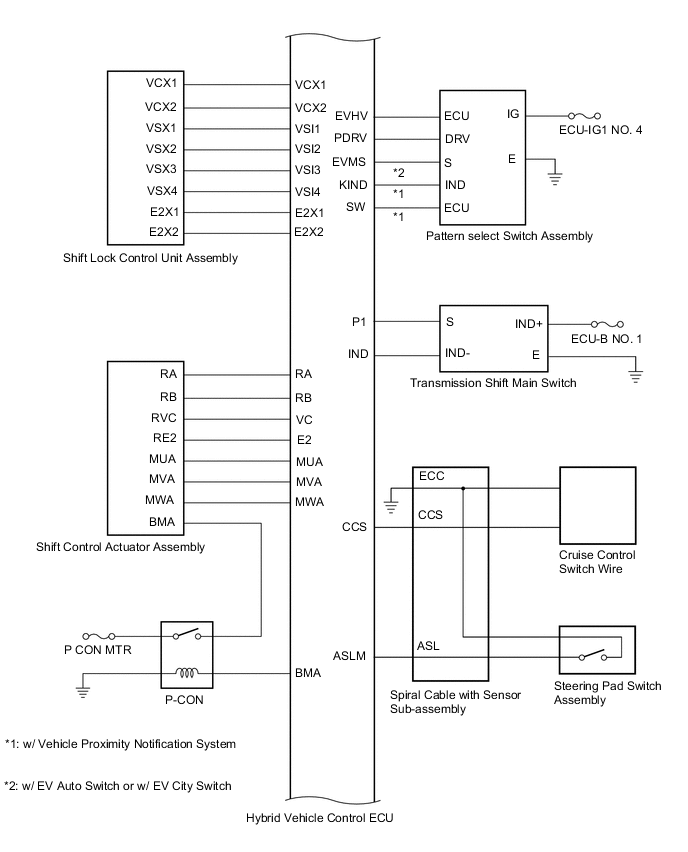 VCX1 VCX1
VCX2 VCX2
VSX1 VSI1
VSX2 VSI2
VSX3 VSI3
VSX4 VSI4
E2X1 E2X1
E2X2 E2X2
Shift Lock Control Unit Assembly
EVHV ECU IG
ECU-IG1 NO. 4
PDRV DRV
EVMS S E
*2
KIND IND
*1
SW ECU
*1
Pattern select Switch Assembly
P1 S IND+
ECU-B NO. 1
IND IND- E
Transmission Shift Main Switch
RA RA
RB RB
RVC VC
RE2 E2
MUA MUA
MVA MVA
MWA MWA
BMA
Shift Control Actuator Assembly
ECC
CCS
CCS
Cruise Control
Switch Wire
P CON MTR
P-CON
BMA
ASLM ASL
Spiral Cable with Sensor
Sub-assembly
Steering Pad Switch
Assembly
*1: w/ Vehicle Proximity Notification System
*2: w/ EV Auto Switch or w/ EV City Switch
Hybrid Vehicle Control ECU